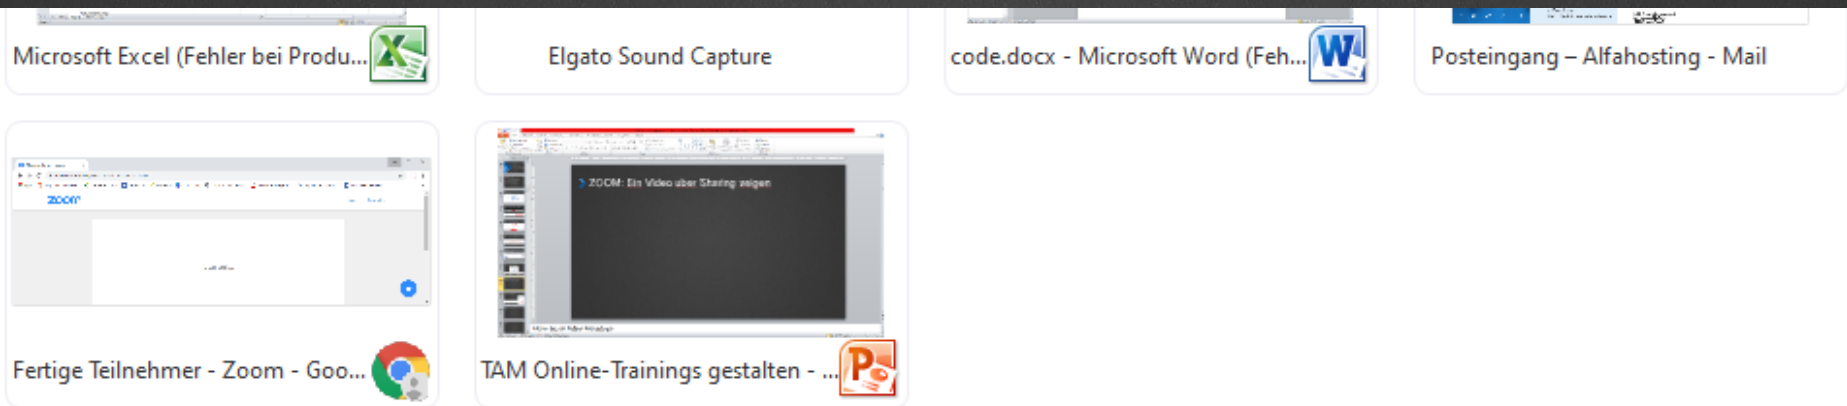 Microsoft Excel (Fehler bei Produ...
Elgato Sound Capture
code.docx - Microsoft Word (Feh...
Posteingang – Alfahosting - Mail
zoom
ZOOM: Ein Video über Sharing zeigen
Fertige Teilnehmer - Zoom - Goo...
TAM Online-Trainings gestalten - ...